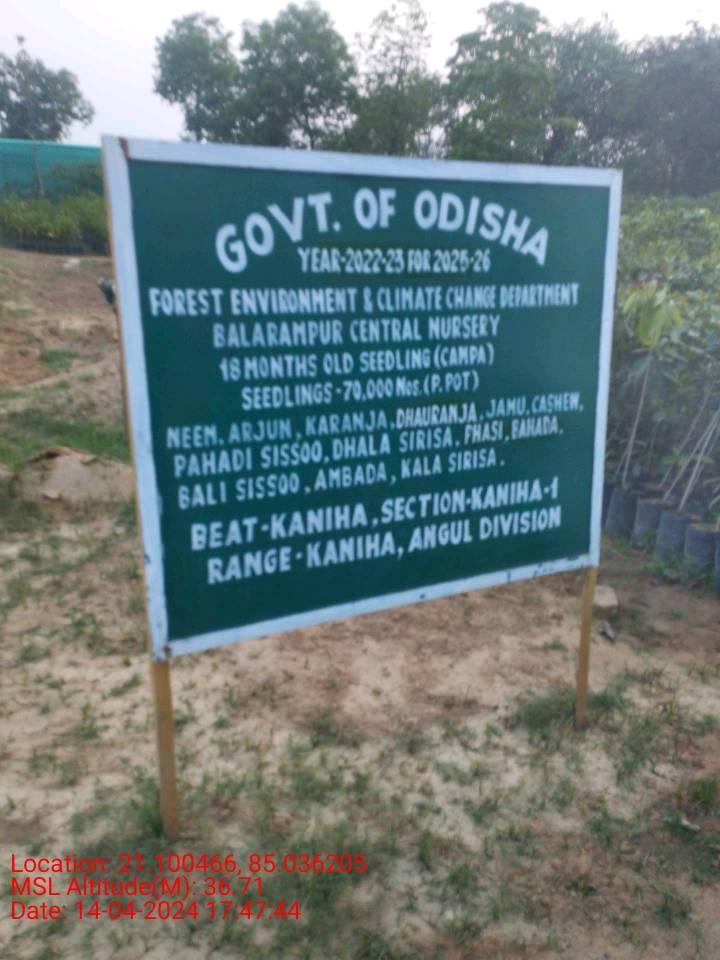 GOVT. OF ODISHA
YEAR-2022-23 FOR 2025-26
FOREST ENVIRONMENT & CLIMATE CHANGE DEPARTMENT
BALARAMPUR CENTRAL NURSERY
18 MONTHS OLD SEEDLING (CAMPA)
SEEDLINGS-70,000 Nos.(P.POT)
NEEM, ARJUN, KARANJA, DHAURANJA, JAMU, CASHEW,
PAHADI SISSOO, DHALA SIRISA, FHASI, BAHADA,
BALI SISSOO, AMBADA, KALA SIRISA.
BEAT-KANIHA, SECTION-KANIHA-1
RANGE-KANIHA, ANGUL DIVISION
Location: 21.100466, 85.036205
MSL Altitude(M): 36.71
Date: 14-04-2024 17:47:44